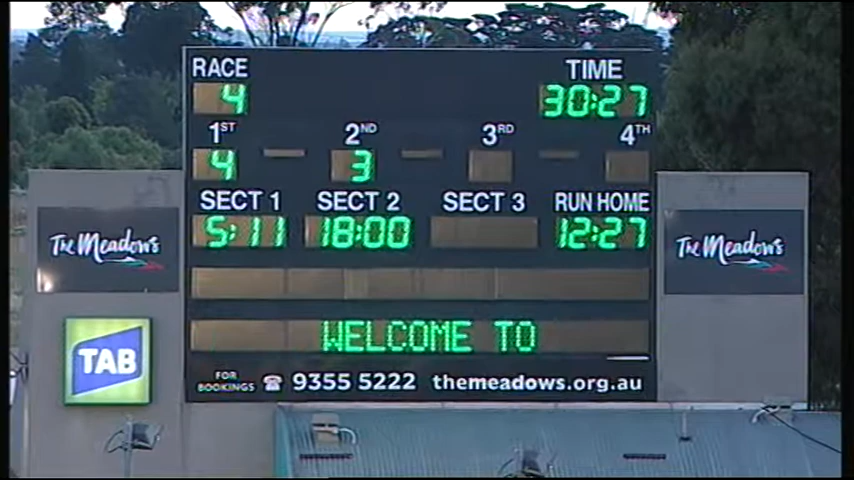 RACE TIME
4 30:27
1ST 2ND 3RD 4TH
4 3
SECT 1 SECT 2 SECT 3 RUN HOME
5:11 18:00 12:27
The Meadows
The Meadows
WELCOME TO
TAB
FOR BOOKINGS 9355 5222 themeadows.org.au